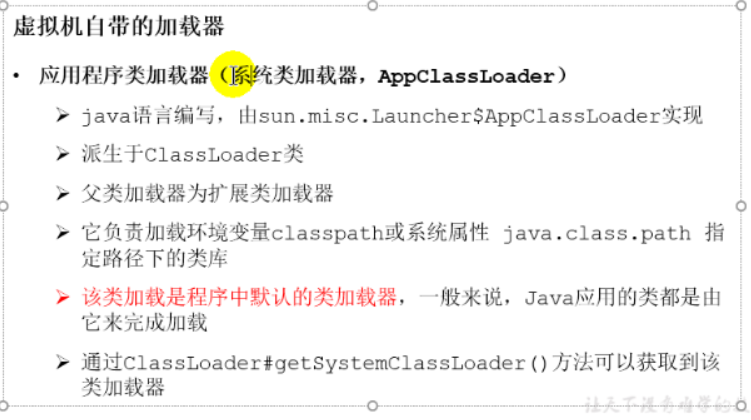 虚拟机自带的加载器
• 应用程序类加载器（系统类加载器，AppClassLoader）
➢ java语言编写，由sun.misc.Launcher$AppClassLoader实现
➢ 派生于ClassLoader类
➢ 父类加载器为扩展类加载器
➢ 它负责加载环境变量classpath或系统属性 java.class.path 指
定路径下的类库
➢ 该类加载是程序中默认的类加载器，一般来说，Java应用的类都是由
它来完成加载
➢ 通过ClassLoader#getSystemClassLoader()方法可以获取到该
类加载器